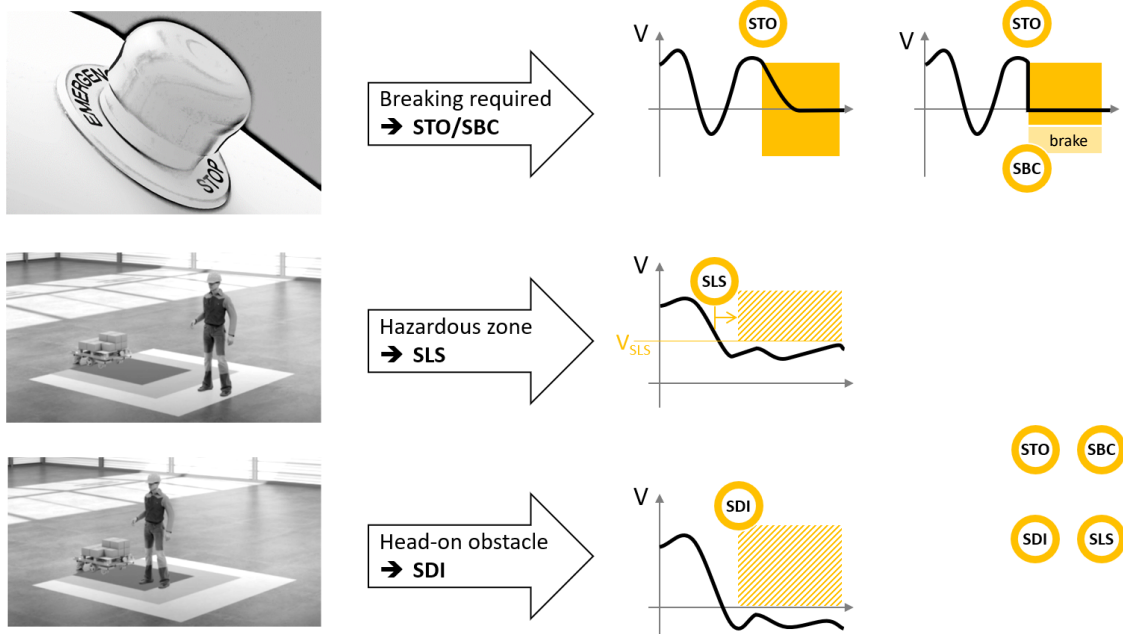 EMERGENC
STOP
Breaking required
➔ STO/SBC
V
STO
V
STO
brake
SBC
Hazardous zone
➔ SLS
V
SLS
VSLS
STO
SBC
Head-on obstacle
➔ SDI
V
SDI
SDI
SLS